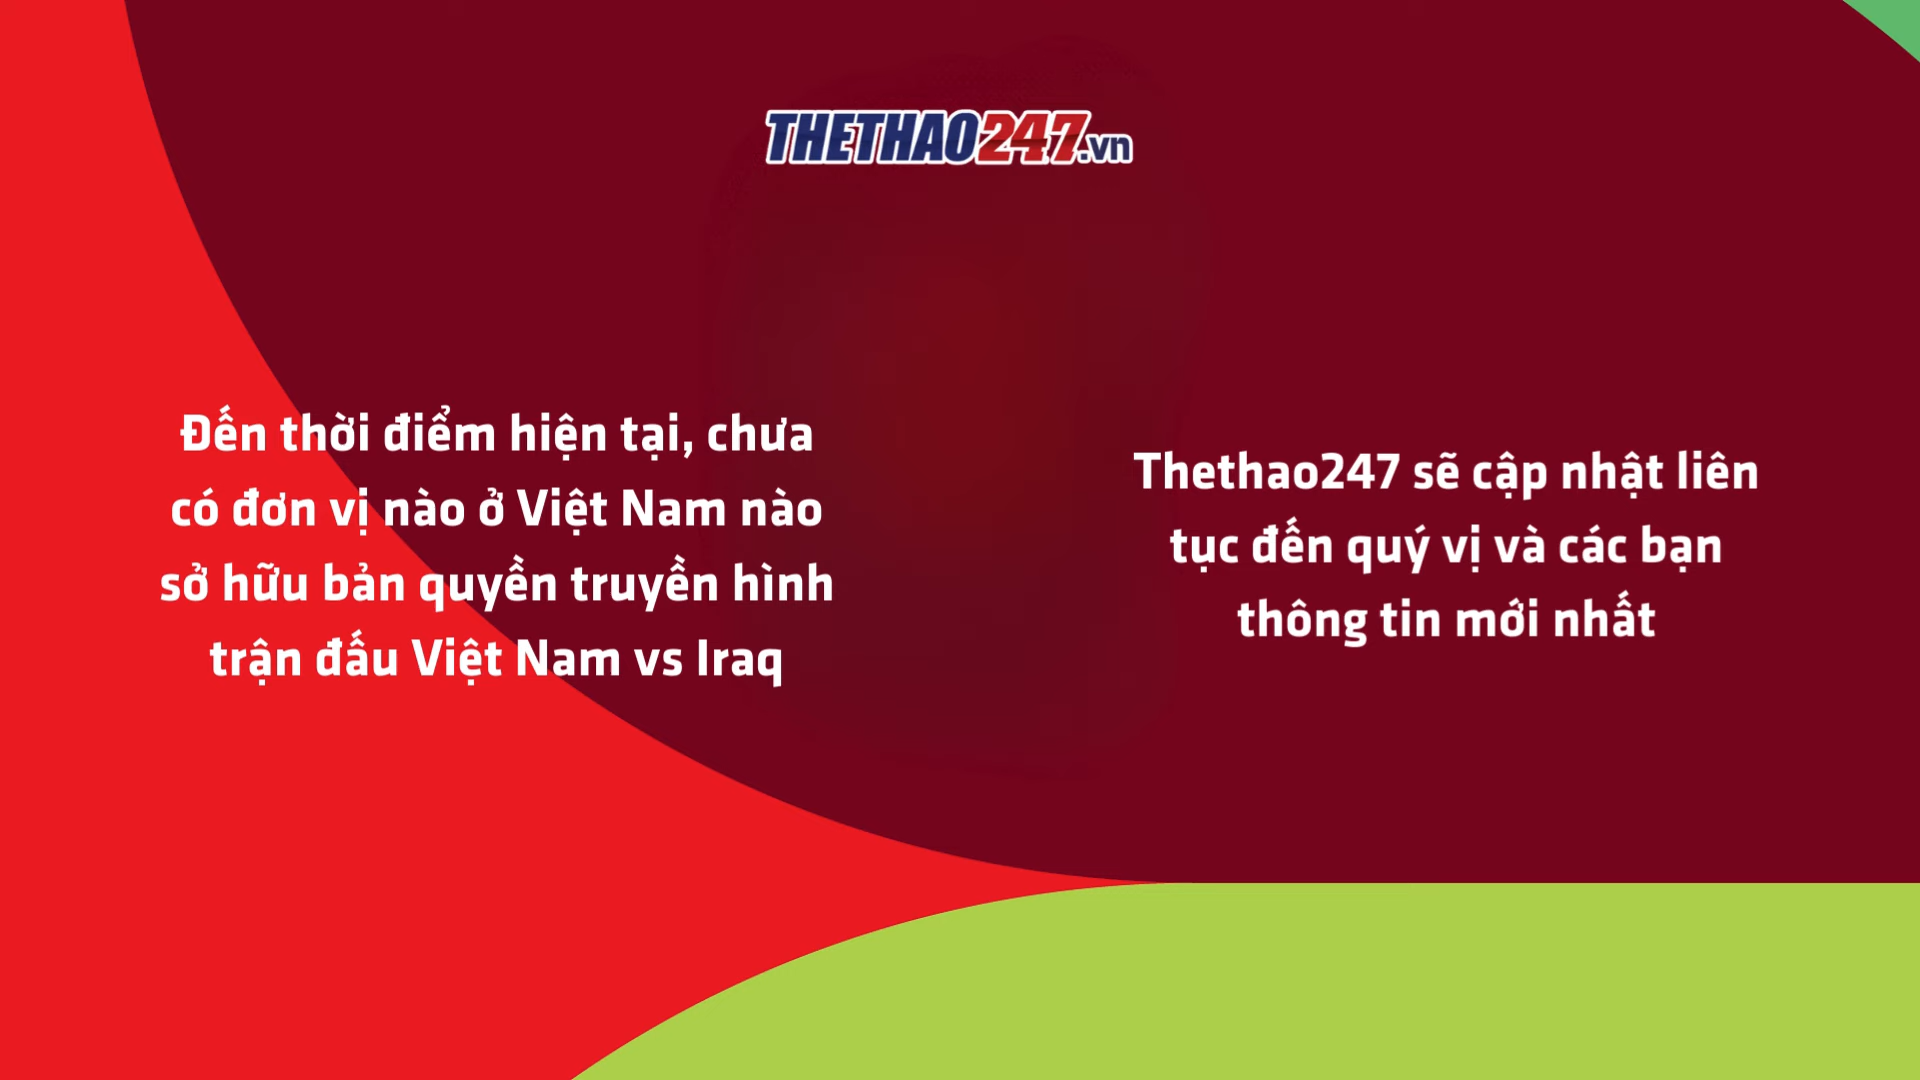 THETHAO247.vn
Đến thời điểm hiện tại, chưa
có đơn vị nào ở Việt Nam nào
sở hữu bản quyền truyền hình
trận đấu Việt Nam vs Iraq
Thethao247 sẽ cập nhật liên
tục đến quý vị và các bạn
thông tin mới nhất